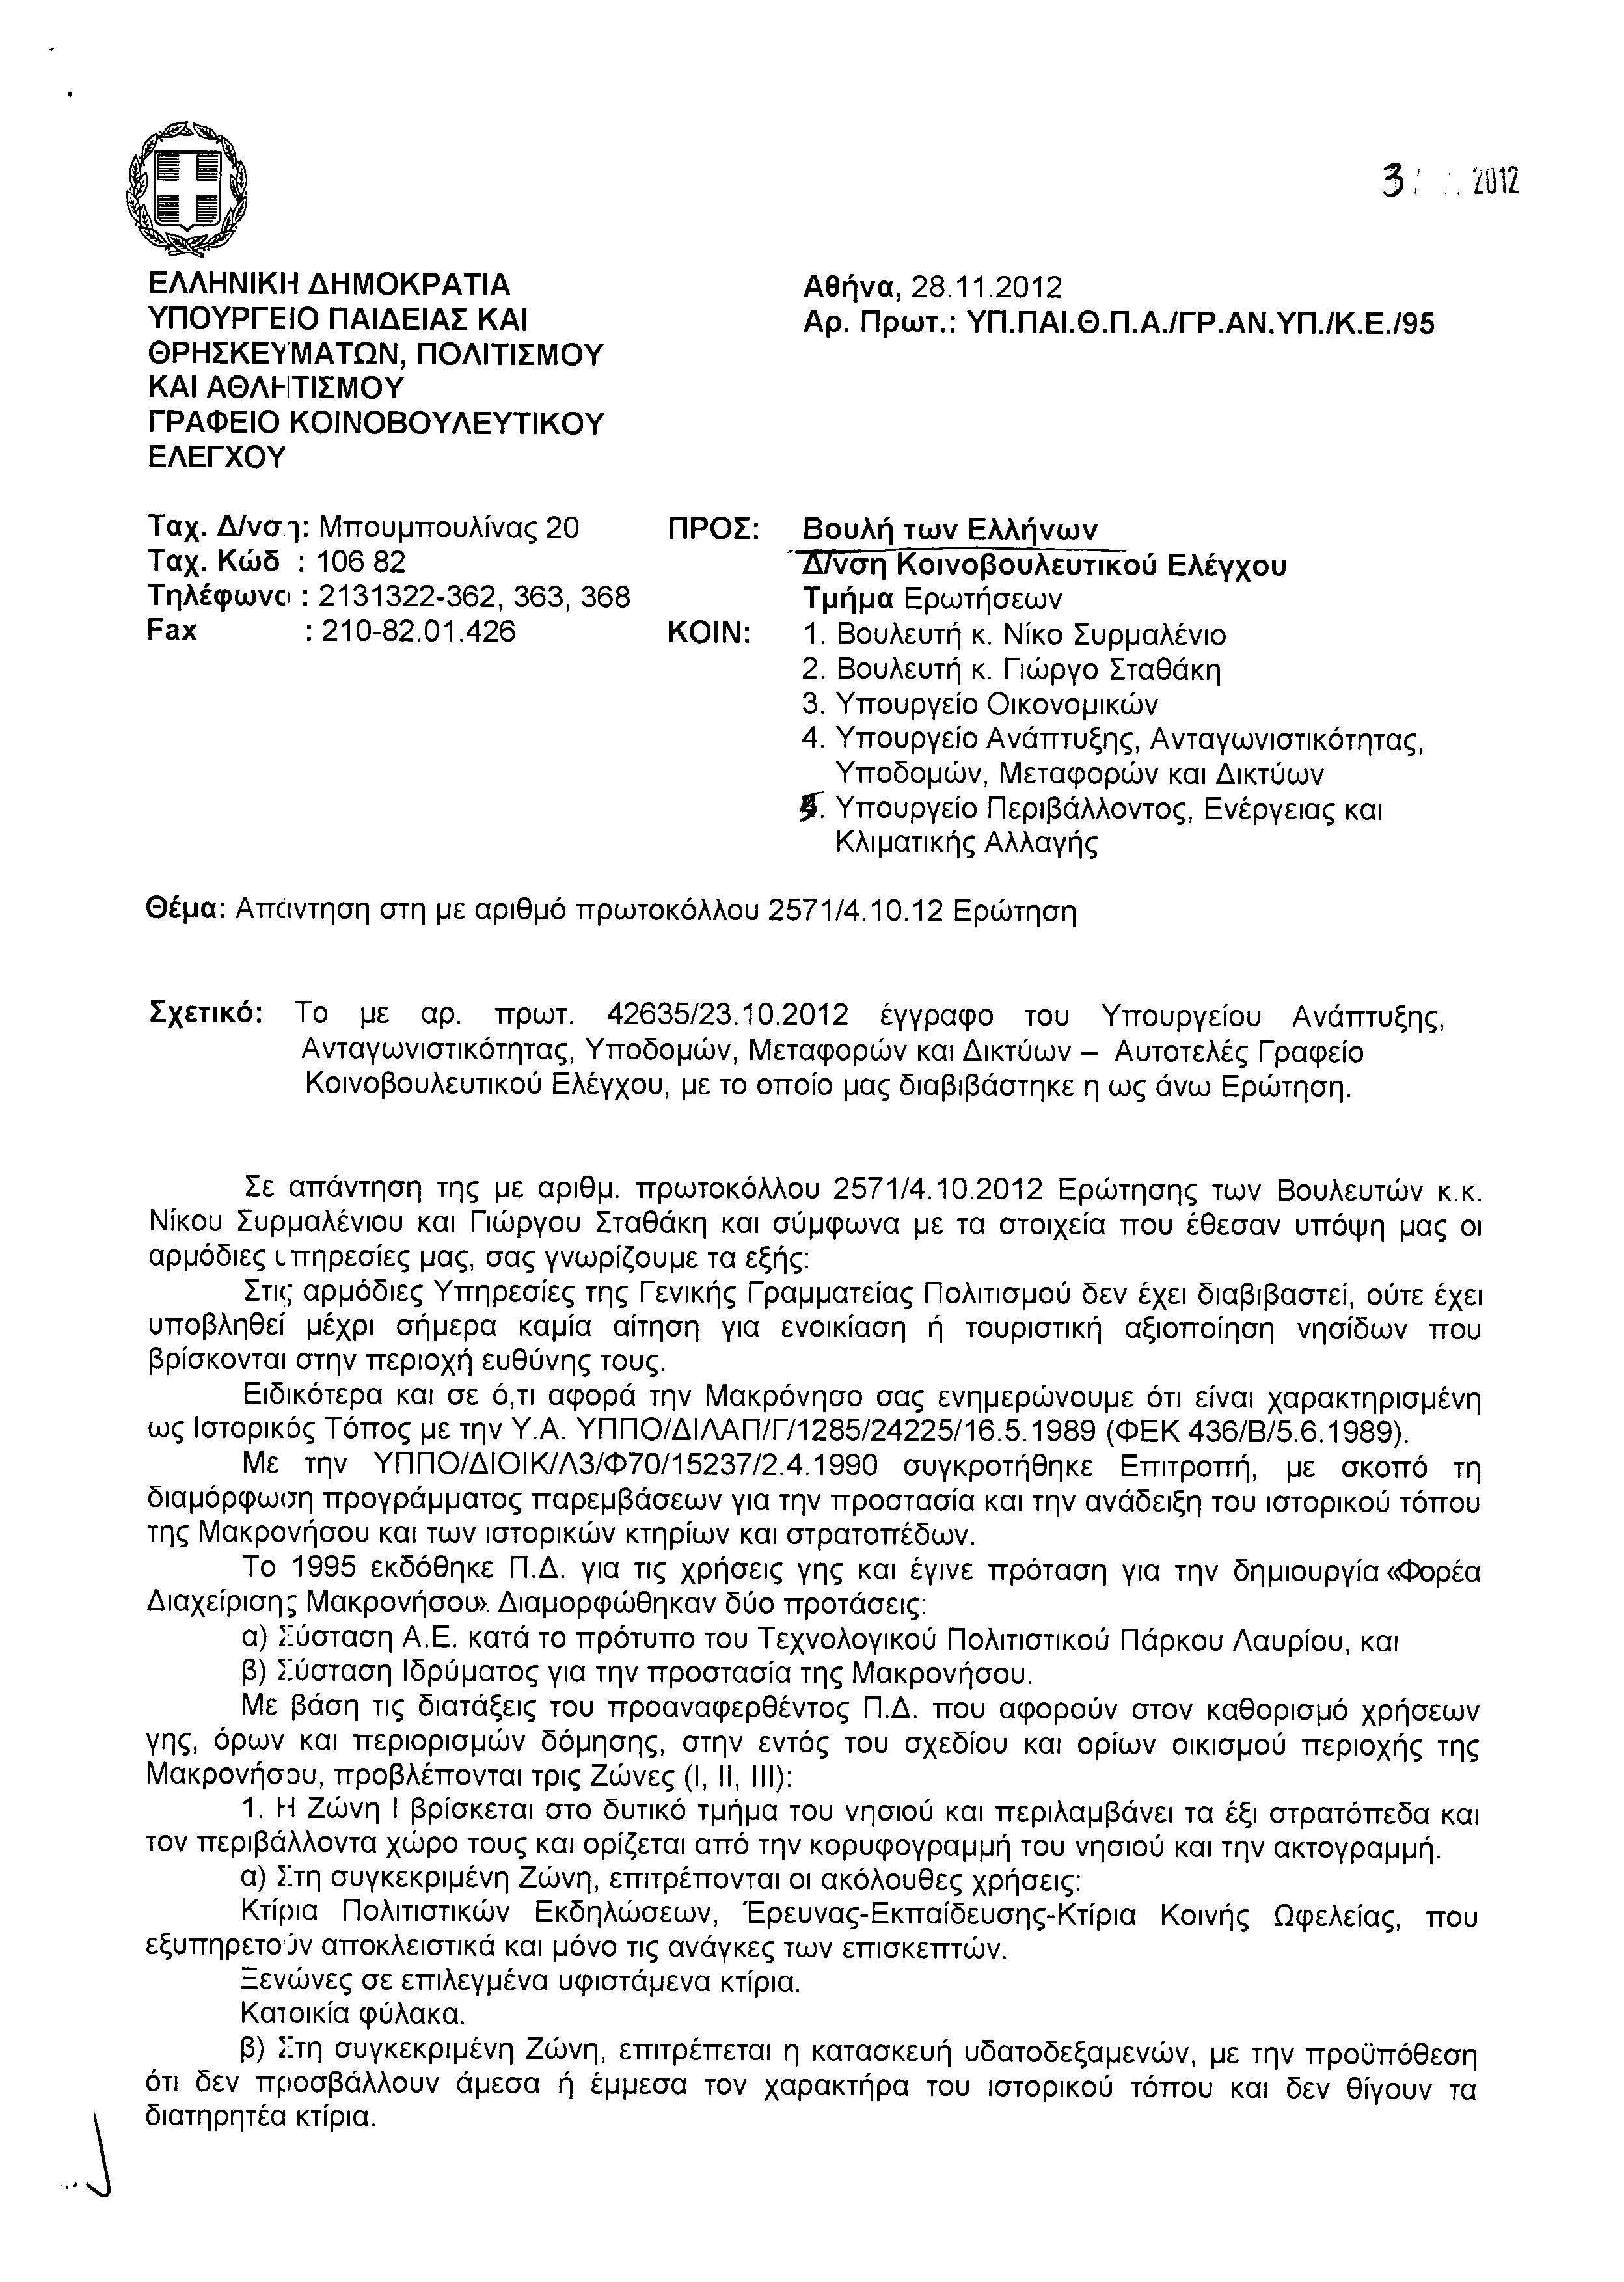 3 2012
ΕΛΛΗΝΙΚΗ ΔΗΜΟΚΡΑΤΙΑ
ΥΠΟΥΡΓΕΙΟ ΠΑΙΔΕΙΑΣ ΚΑΙ
ΘΡΗΣΚΕΥΜΑΤΩΝ, ΠΟΛΙΤΙΣΜΟΥ
ΚΑΙ ΑΘΛΗΤΙΣΜΟΥ
ΓΡΑΦΕΙΟ ΚΟΙΝΟΒΟΥΛΕΥΤΙΚΟΥ
ΕΛΕΓΧΟΥ
Αθήνα, 28.11.2012
Αρ. Πρωτ.: ΥΠ.ΠΑΙ.Θ.Π.Α./ΓΡ.ΑΝ.ΥΠ./Κ.Ε./95
Ταχ. Δ/νση: Μπουμπουλίνας 20
Ταχ. Κώδ : 106 82
Τηλέφωνο : 2131322-362, 363, 368
Fax : 210-82.01.426
ΠΡΟΣ: Βουλή των Ελλήνων
Δ/νση Κοινοβουλευτικού Ελέγχου
Τμήμα Ερωτήσεων
ΚΟΙΝ: 1. Βουλευτή κ. Νίκο Συρμαλένιο
2. Βουλευτή κ. Γιώργο Σταθάκη
3. Υπουργείο Οικονομικών
4. Υπουργείο Ανάπτυξης, Ανταγωνιστικότητας,
Υποδομών, Μεταφορών και Δικτύων
5. Υπουργείο Περιβάλλοντος, Ενέργειας και
Κλιματικής Αλλαγής
Θέμα: Απάντηση στη με αριθμό πρωτοκόλλου 2571/4.10.12 Ερώτηση
Σχετικό: Το με αρ. πρωτ. 42635/23.10.2012 έγγραφο του Υπουργείου Ανάπτυξης,
Ανταγωνιστικότητας, Υποδομών, Μεταφορών και Δικτύων – Αυτοτελές Γραφείο
Κοινοβουλευτικού Ελέγχου, με το οποίο μας διαβιβάστηκε η ως άνω Ερώτηση.
Σε απάντηση της με αριθμ. πρωτοκόλλου 2571/4.10.2012 Ερώτησης των Βουλευτών κ.κ.
Νίκου Συρμαλένιου και Γιώργου Σταθάκη και σύμφωνα με τα στοιχεία που έθεσαν υπόψη μας οι
αρμόδιες υπηρεσίες μας, σας γνωρίζουμε τα εξής:
Στις αρμόδιες Υπηρεσίες της Γενικής Γραμματείας Πολιτισμού δεν έχει διαβιβαστεί, ούτε έχει
υποβληθεί μέχρι σήμερα καμία αίτηση για ενοικίαση ή τουριστική αξιοποίηση νησίδων που
βρίσκονται στην περιοχή ευθύνης τους.
Ειδικότερα και σε ό,τι αφορά την Μακρόνησο σας ενημερώνουμε ότι είναι χαρακτηρισμένη
ως Ιστορικός Τόπος με την Υ.Α. ΥΠΠΟ/ΔΙΛΑΠ/Γ/1285/24225/16.5.1989 (ΦΕΚ 436/Β/5.6.1989).
Με την ΥΠΠΟ/ΔΙΟΙΚ/Λ3/Φ70/15237/2.4.1990 συγκροτήθηκε Επιτροπή, με σκοπό τη
διαμόρφωση προγράμματος παρεμβάσεων για την προστασία και την ανάδειξη του ιστορικού τόπου
της Μακρονήσου και των ιστορικών κτηρίων και στρατοπέδων.
Το 1995 εκδόθηκε Π.Δ. για τις χρήσεις γης και έγινε πρόταση για την δημιουργία «Φορέα
Διαχείρισης Μακρονήσου». Διαμορφώθηκαν δύο προτάσεις:
α) Σύσταση Α.Ε. κατά το πρότυπο του Τεχνολογικού Πολιτιστικού Πάρκου Λαυρίου, και
β) Σύσταση Ιδρύματος για την προστασία της Μακρονήσου.
Με βάση τις διατάξεις του προαναφερθέντος Π.Δ. που αφορούν στον καθορισμό χρήσεων
γης, όρων και περιορισμών δόμησης, στην εντός του σχεδίου και ορίων οικισμού περιοχής της
Μακρονήσου, προβλέπονται τρις Ζώνες (Ι, ΙΙ, ΙΙΙ):
1. Η Ζώνη Ι βρίσκεται στο δυτικό τμήμα του νησιού και περιλαμβάνει τα έξι στρατόπεδα και
τον περιβάλλοντα χώρο τους και ορίζεται από την κορυφογραμμή του νησιού και την ακτογραμμή.
α) Στη συγκεκριμένη Ζώνη, επιτρέπονται οι ακόλουθες χρήσεις:
Κτίρια Πολιτιστικών Εκδηλώσεων, Έρευνας-Εκπαίδευσης-Κτίρια Κοινής Ωφελείας, που
εξυπηρετούν αποκλειστικά και μόνο τις ανάγκες των επισκεπτών.
Ξενώνες σε επιλεγμένα υφιστάμενα κτίρια.
Κατοικία φύλακα.
β) Στη συγκεκριμένη Ζώνη, επιτρέπεται η κατασκευή υδατοδεξαμενών, με την προϋπόθεση
ότι δεν προσβάλλουν άμεσα ή έμμεσα τον χαρακτήρα του ιστορικού τόπου και δεν θίγουν τα
διατηρητέα κτίρια.